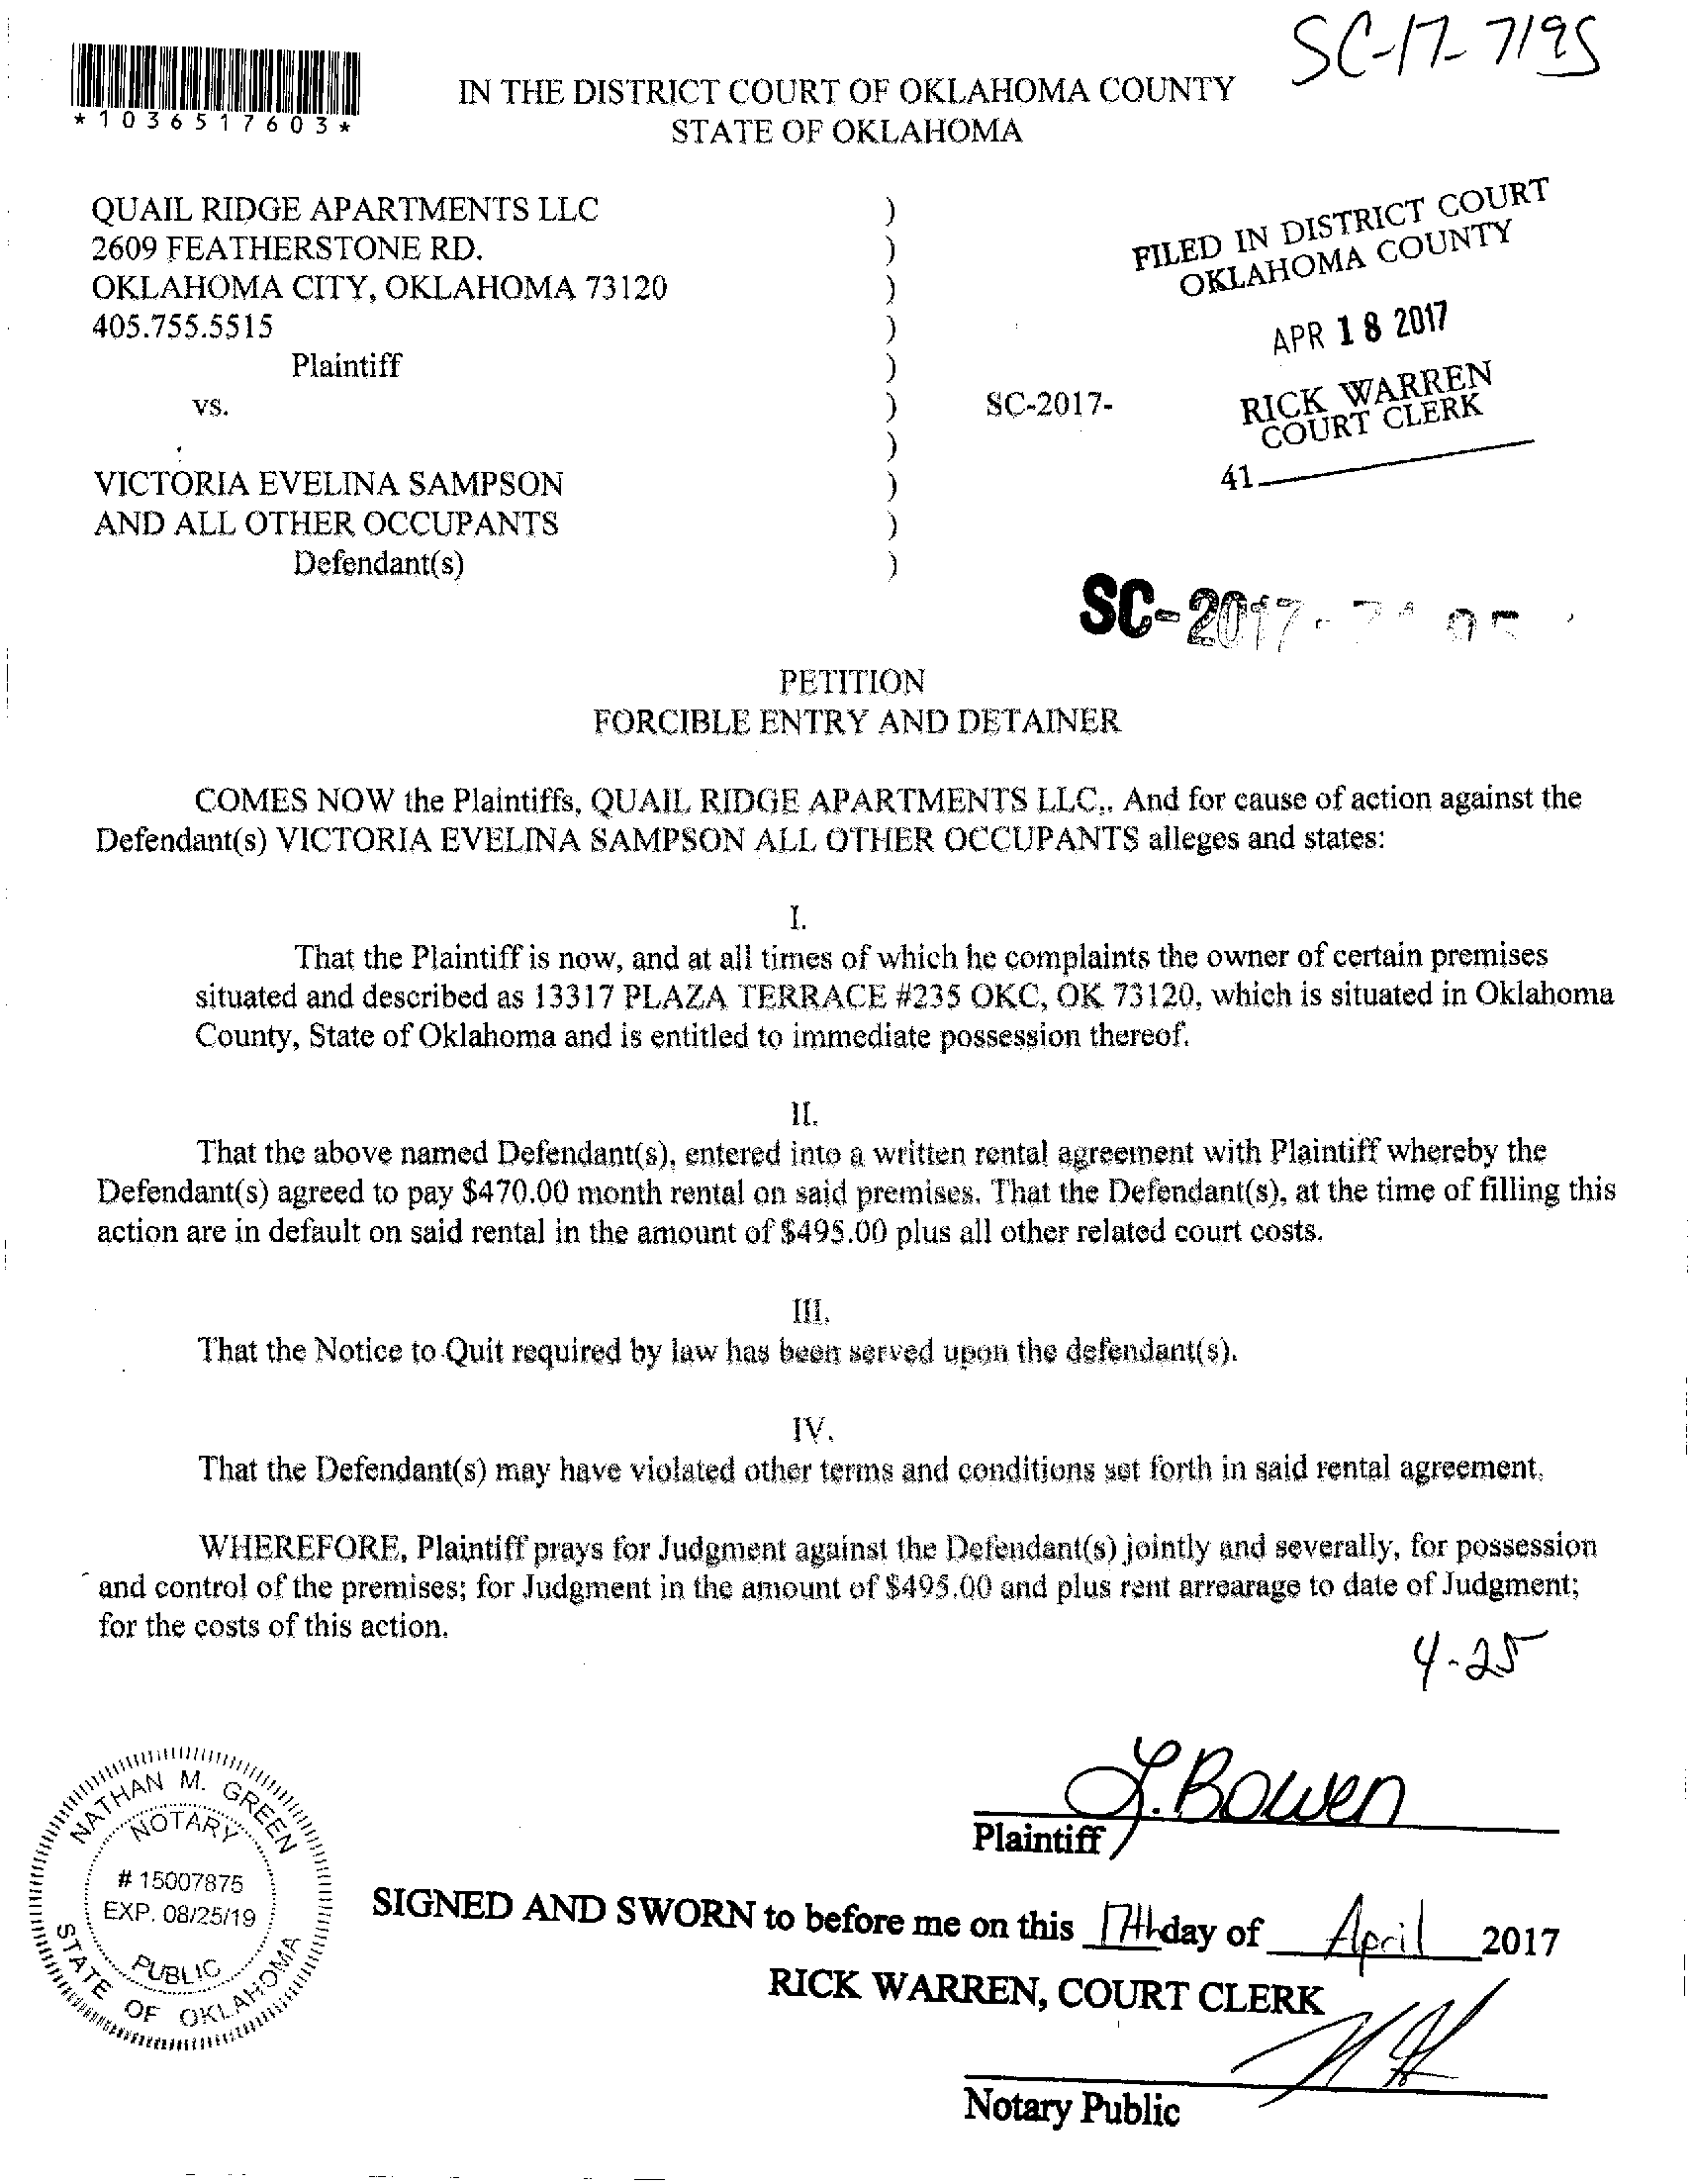 SC-17-7195
*1036517603*
IN THE DISTRICT COURT OF OKLAHOMA COUNTY
STATE OF OKLAHOMA
QUAIL RIDGE APARTMENTS LLC )
2609 FEATHERSTONE RD. )
OKLAHOMA CITY, OKLAHOMA 73120 )
405.755.5515 )
Plaintiff )
vs. ) SC-2017-
)
VICTORIA EVELINA SAMPSON )
AND ALL OTHER OCCUPANTS )
Defendant(s) )
FILED IN DISTRICT COURT
OKLAHOMA COUNTY
APR 18 2017
RICK WARREN
COURT CLERK
41
SC-2017-
PETITION
FORCIBLE ENTRY AND DETAINER
COMES NOW the Plaintiffs, QUAIL RIDGE APARTMENTS LLC,. And for cause of action against the
Defendant(s) VICTORIA EVELINA SAMPSON ALL OTHER OCCUPANTS alleges and states:
I.
That the Plaintiff is now, and at all times of which he complaints the owner of certain premises
situated and described as 13317 PLAZA TERRACE #235 OKC, OK 73120, which is situated in Oklahoma
County, State of Oklahoma and is entitled to immediate possession thereof.
II.
That the above named Defendant(s), entered into a written rental agreement with Plaintiff whereby the
Defendant(s) agreed to pay $470.00 month rental on said premises. That the Defendant(s), at the time of filling this
action are in default on said rental in the amount of $495.00 plus all other related court costs.
III.
That the Notice to Quit required by law has been served upon the defendant(s).
IV.
That the Defendant(s) may have violated other terms and conditions set forth in said rental agreement.
WHEREFORE, Plaintiff prays for Judgment against the Defendant(s) jointly and severally, for possession
and control of the premises; for Judgment in the amount of $495.00 and plus rent arrearage to date of Judgment;
for the costs of this action.
4-25
L. Bowen
Plaintiff
NATHAN M. GREEN
NOTARY
# 15007875
EXP. 08/25/19
PUBLIC
STATE OF OKLAHOMA
SIGNED AND SWORN to before me on this 17th day of April 2017
RICK WARREN, COURT CLERK
Notary Public